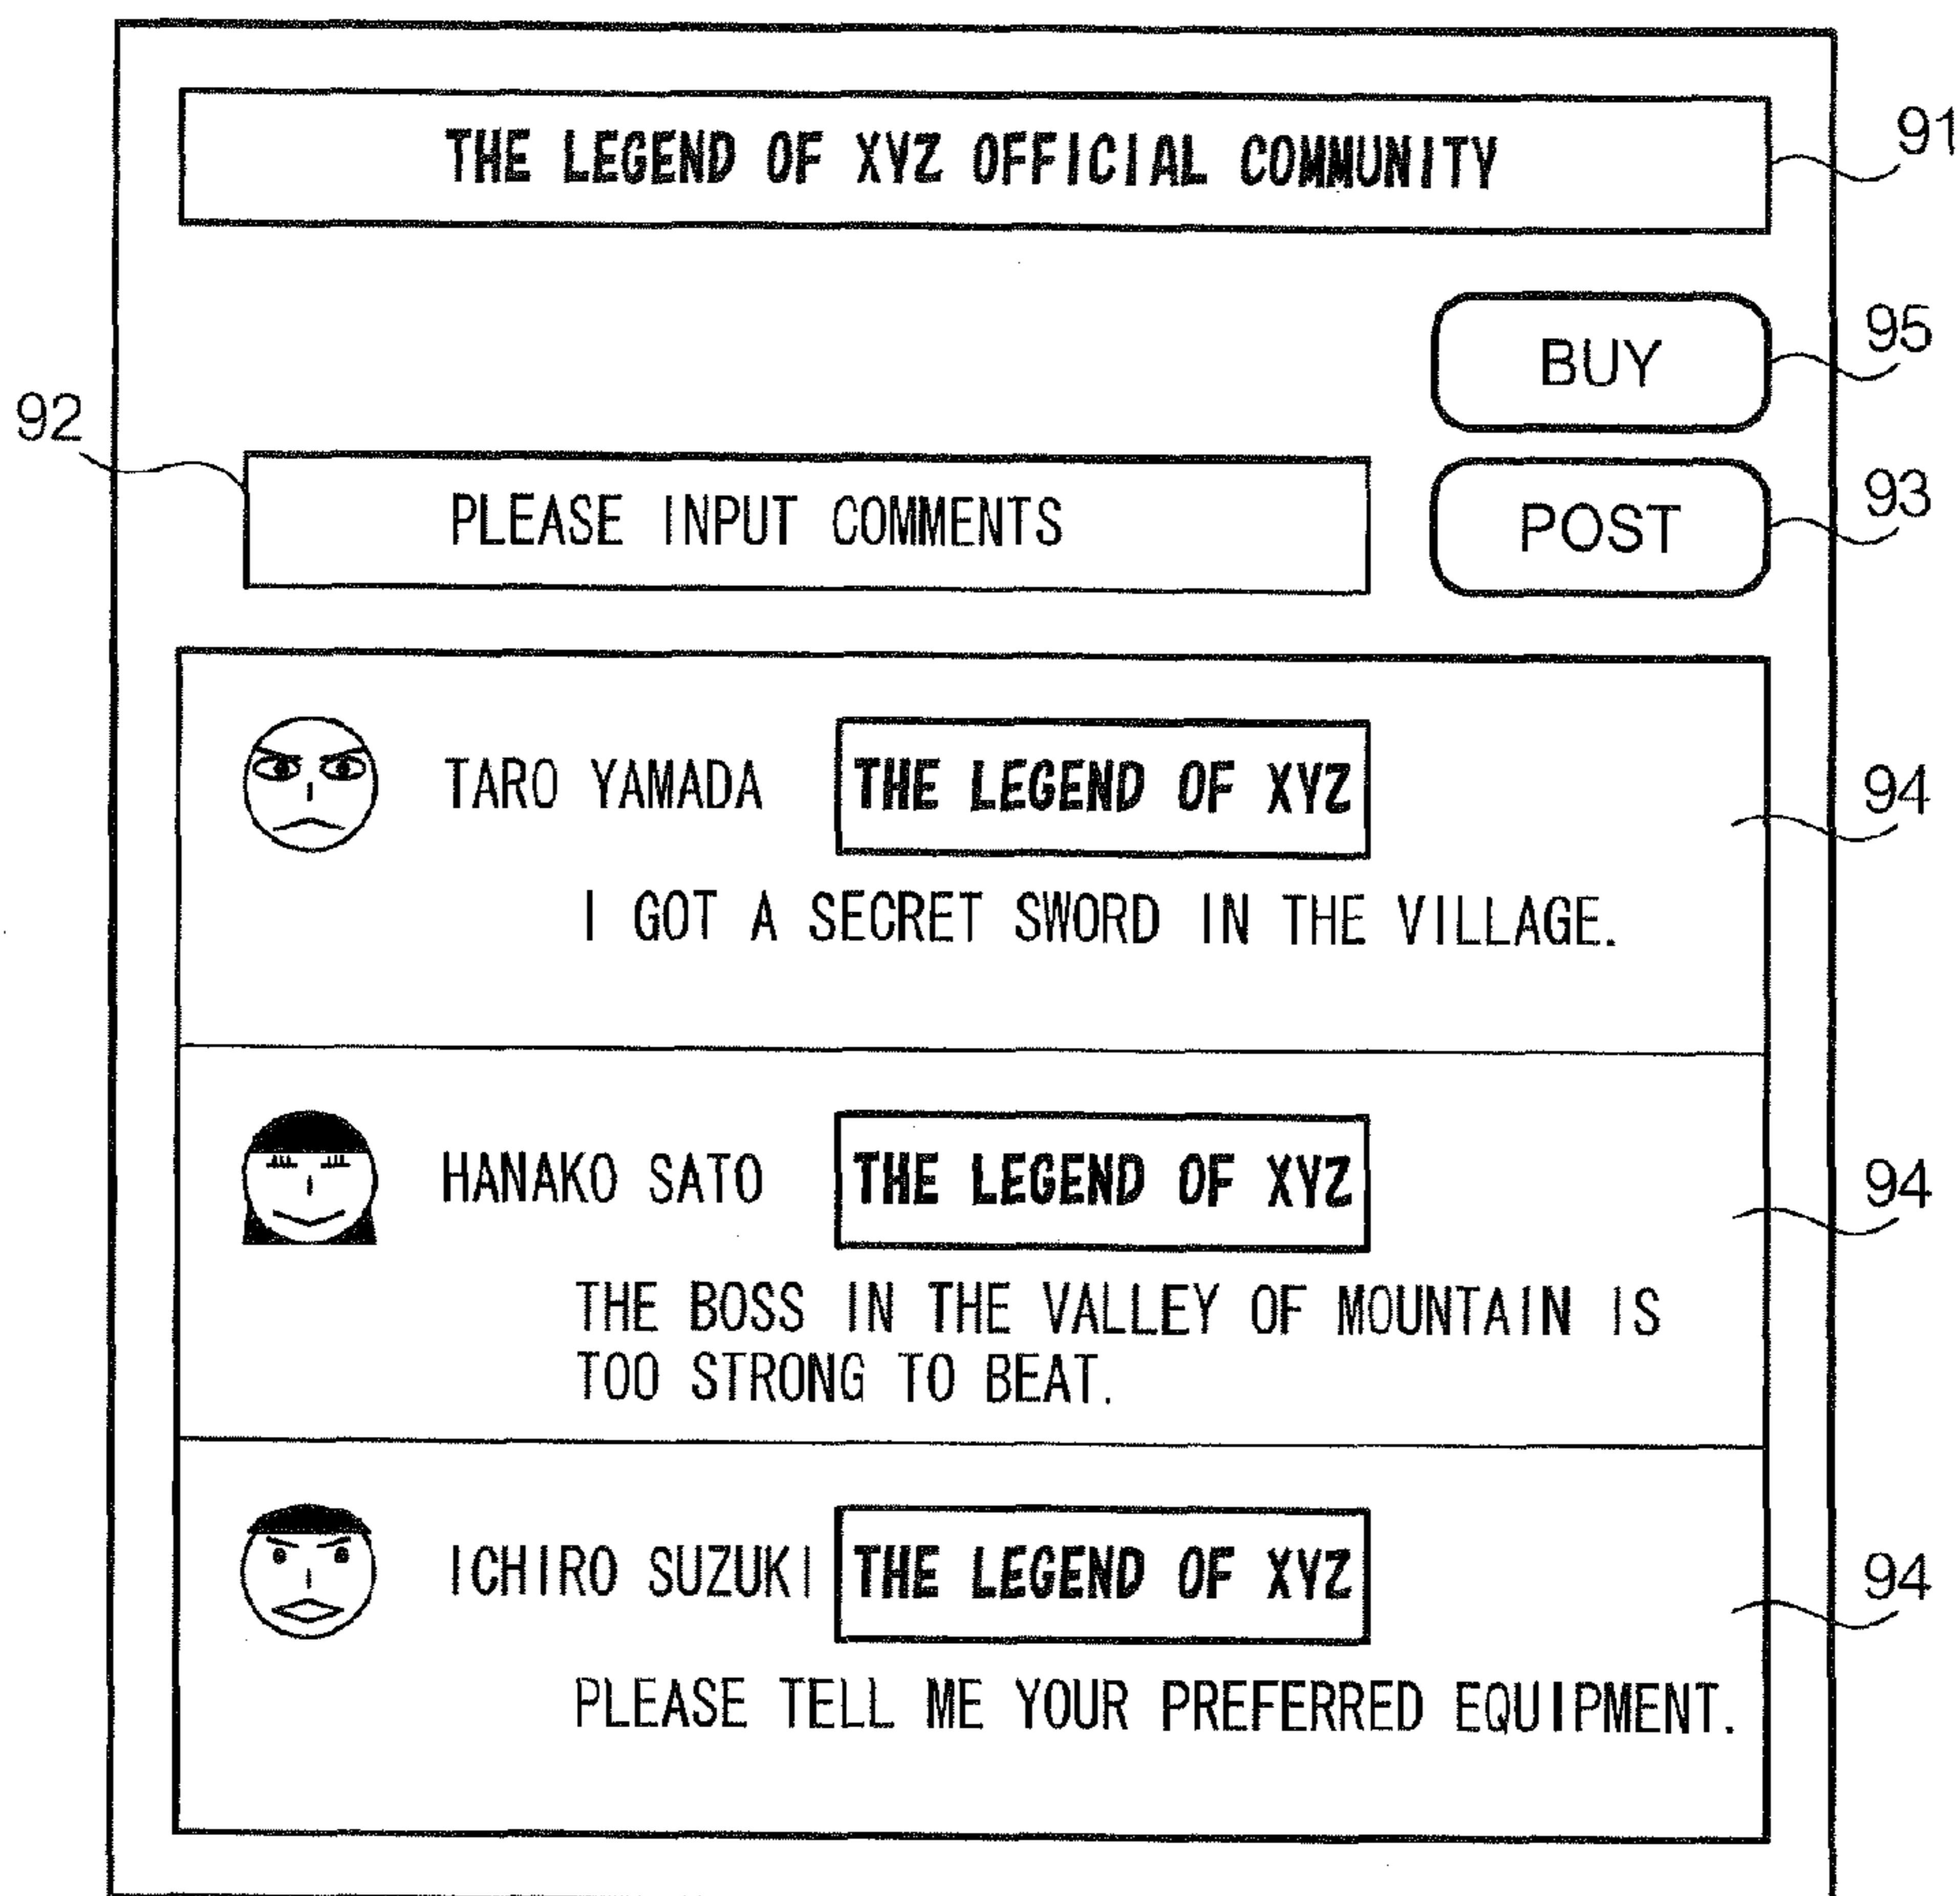 THE LEGEND OF XYZ OFFICIAL COMMUNITY
91
BUY
95
92
PLEASE INPUT COMMENTS
POST
93
TARO YAMADA
THE LEGEND OF XYZ
94
I GOT A SECRET SWORD IN THE VILLAGE.
HANAKO SATO
THE LEGEND OF XYZ
94
THE BOSS IN THE VALLEY OF MOUNTAIN IS
TOO STRONG TO BEAT.
ICHIRO SUZUKI
THE LEGEND OF XYZ
94
PLEASE TELL ME YOUR PREFERRED EQUIPMENT.